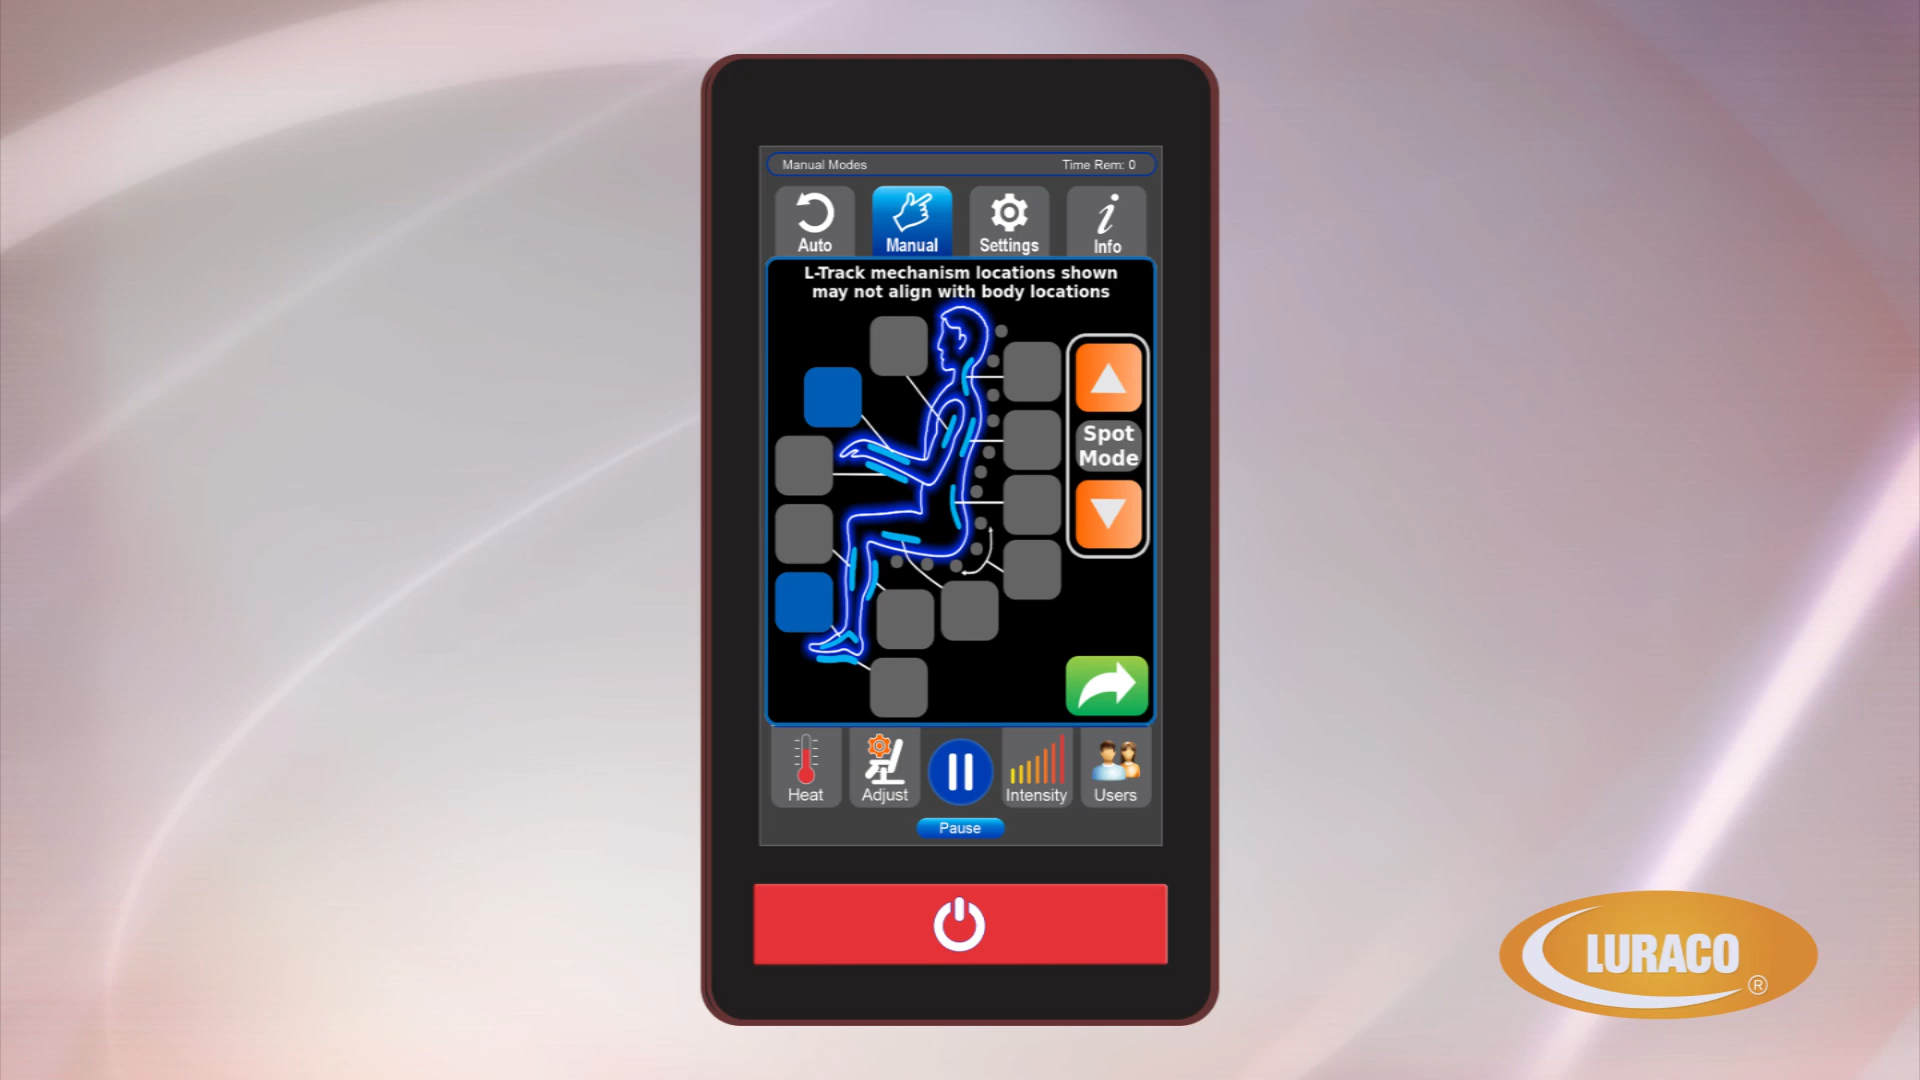 Manual Modes Time Rem: 0
Auto Manual Settings Info
L-Track mechanism locations shown
may not align with body locations
Spot
Mode
Heat Adjust Intensity Users
Pause
LURACO ®